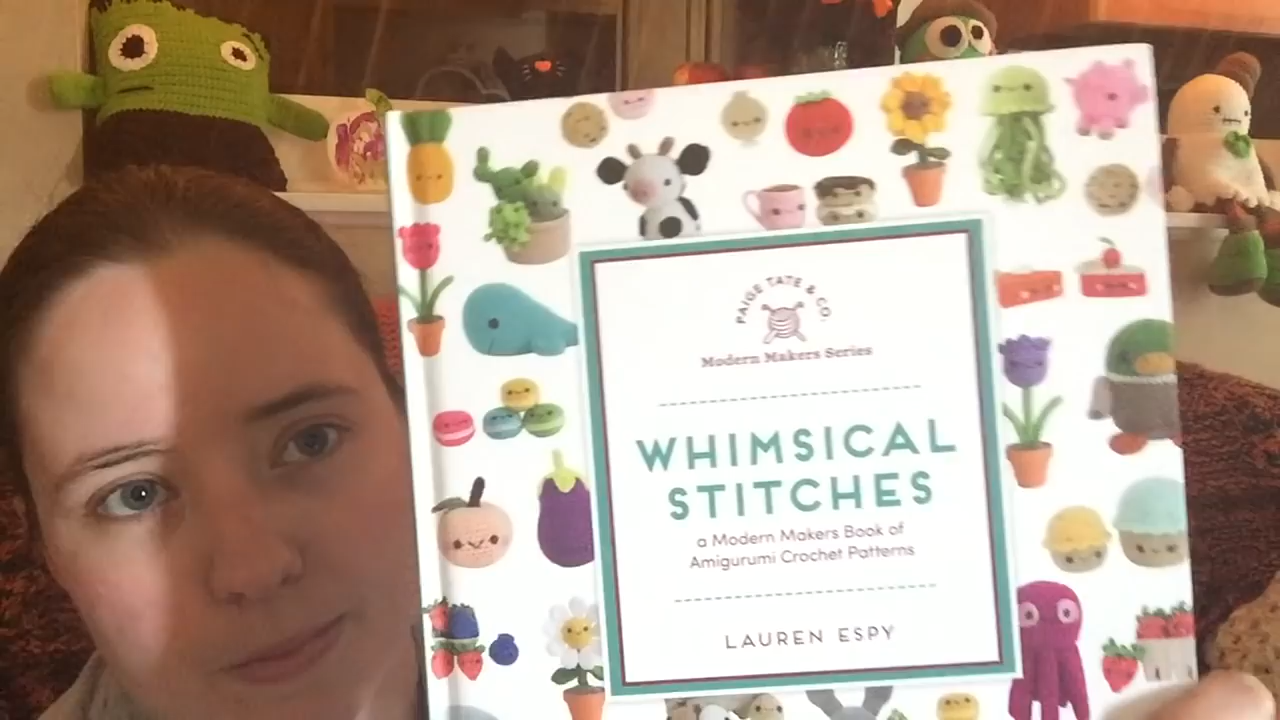 PAIGE TATE & CO.
Modern Makers Series
WHIMSICAL
STITCHES
a Modern Makers Book of
Amigurumi Crochet Patterns
LAUREN ESPY